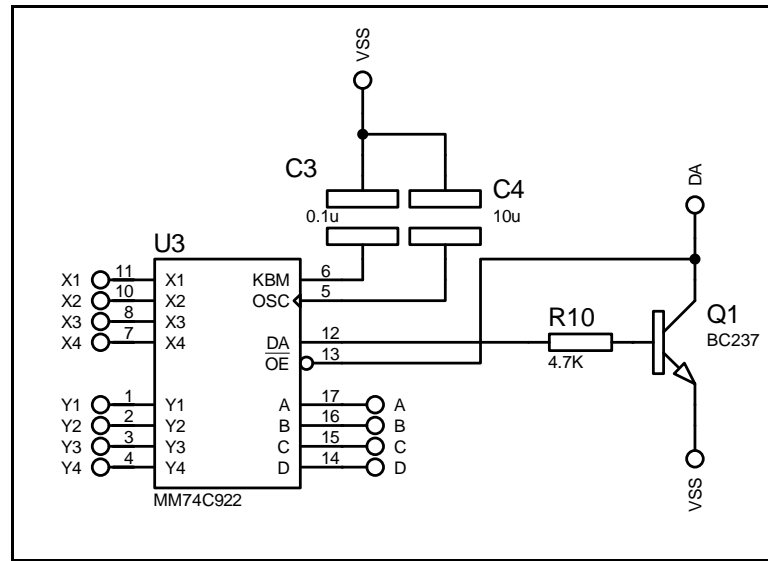 VSS
C3
0.1u
C4
10u
DA
U3
X1 11 X1
X2 10 X2
X3 8 X3
X4 7 X4
KBM 6
OSC 5
DA 12
OE 13
R10
4.7K
Q1
BC237
Y1 1 Y1
Y2 2 Y2
Y3 3 Y3
Y4 4 Y4
A 17 A
B 16 B
C 15 C
D 14 D
MM74C922
VSS